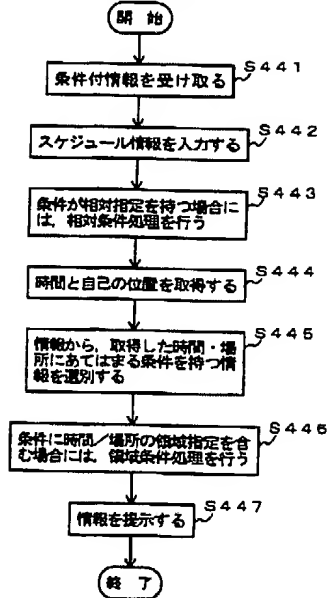 開 始
S441
条件付情報を受け取る
S442
スケジュール情報を入力する
S443
条件が相対指定を持つ場合に
は，相対条件処理を行う
S444
時間と自己の位置を取得する
S445
情報から，取得した時間・場
所にあてはまる条件を持つ情
報を選別する
S446
条件に時間／場所の領域指定を含
む場合には，領域条件処理を行う
S447
情報を提示する
終 了